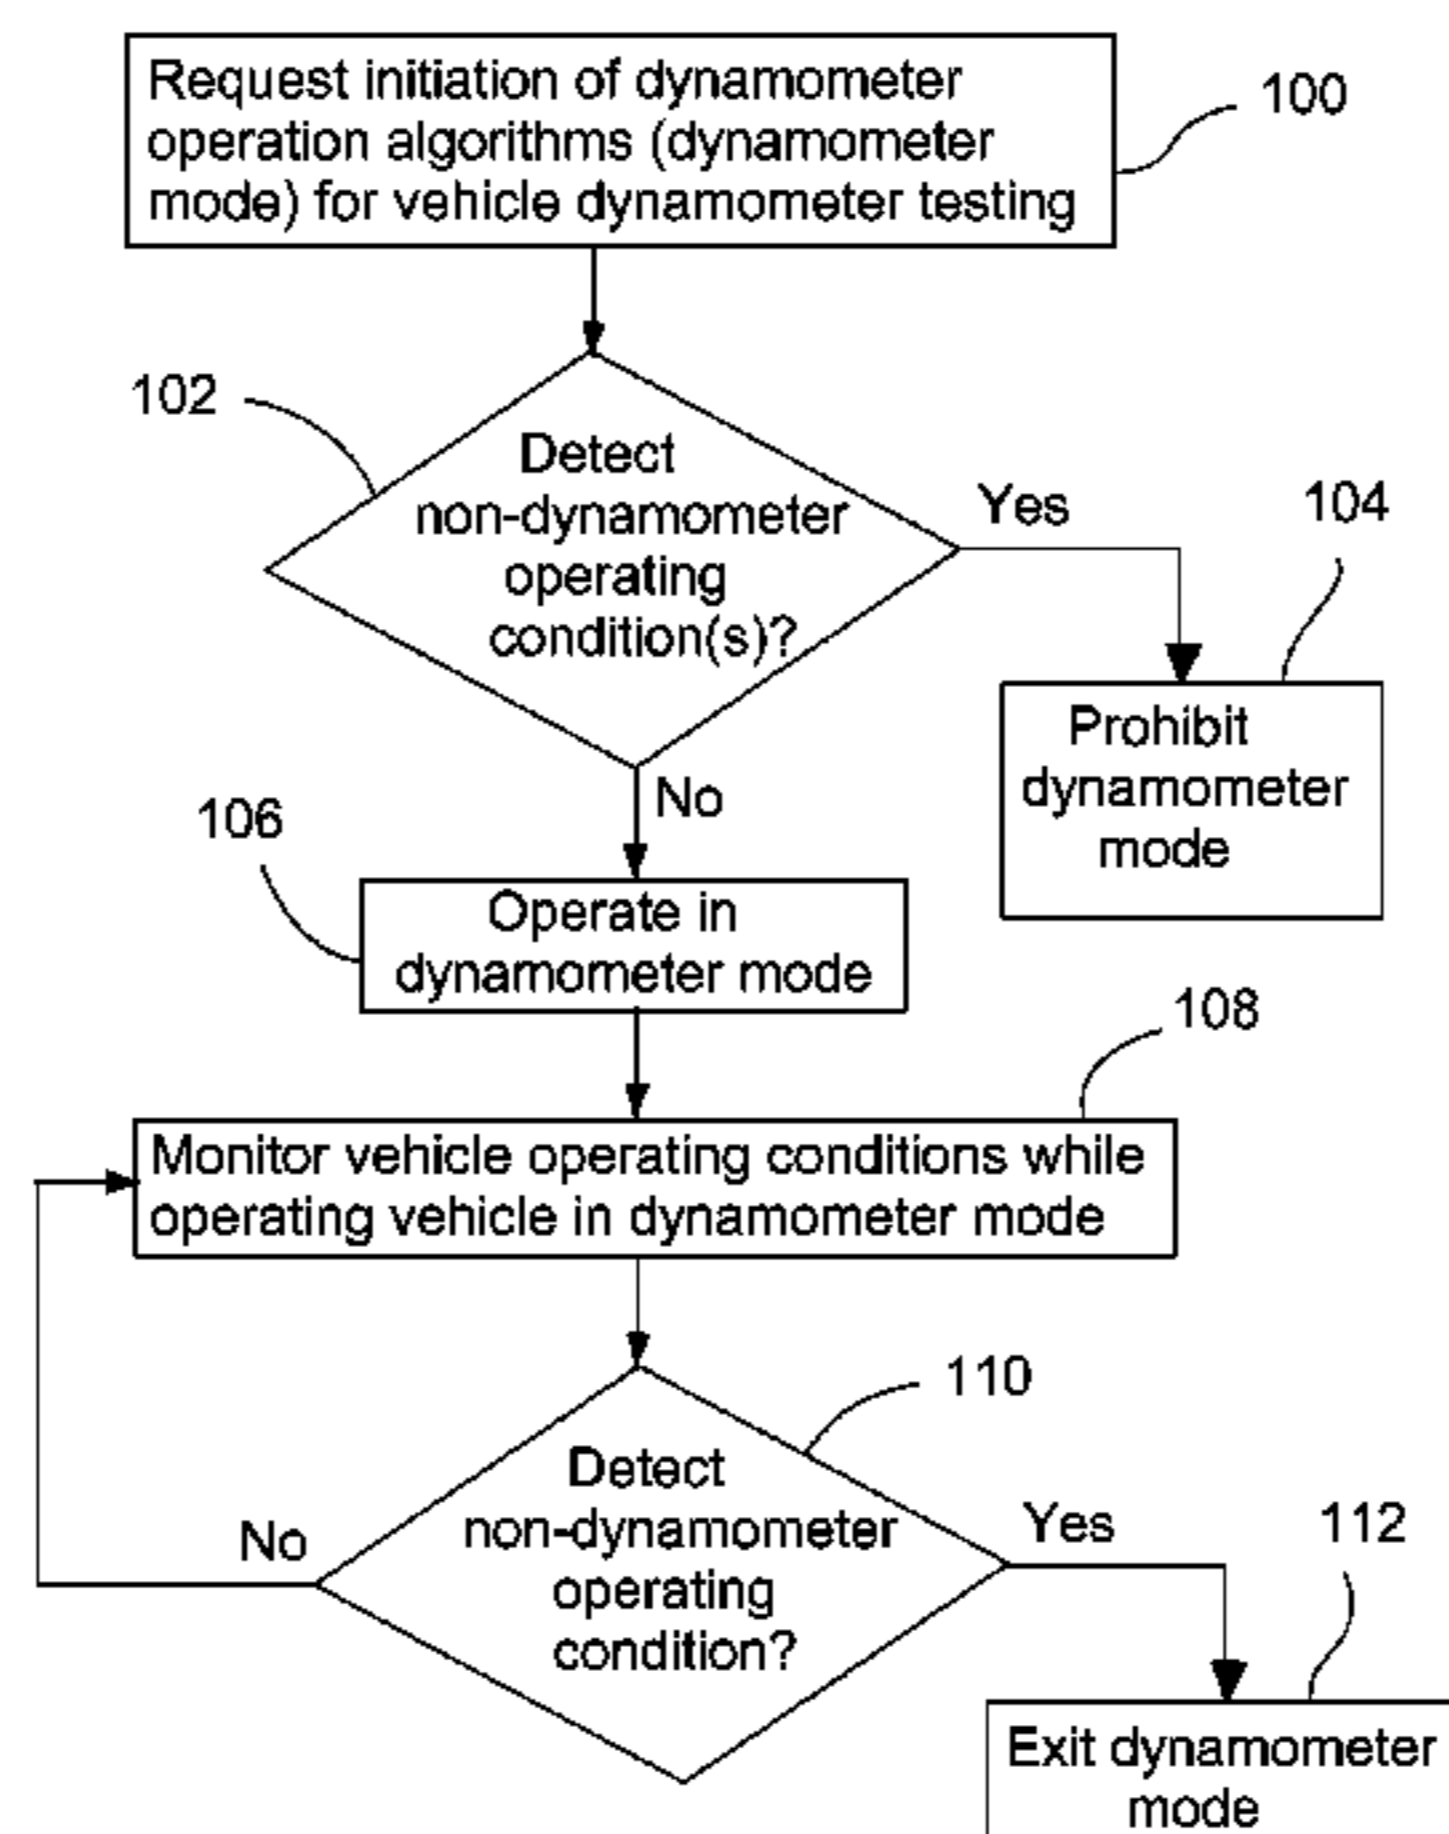 Request initiation of dynamometer
operation algorithms (dynamometer
mode) for vehicle dynamometer testing
100
102
Detect
non-dynamometer
operating
condition(s)?
Yes
104
Prohibit
dynamometer
mode
No
106
Operate in
dynamometer mode
108
Monitor vehicle operating conditions while
operating vehicle in dynamometer mode
110
Detect
non-dynamometer
operating
condition?
No
Yes
112
Exit dynamometer
mode